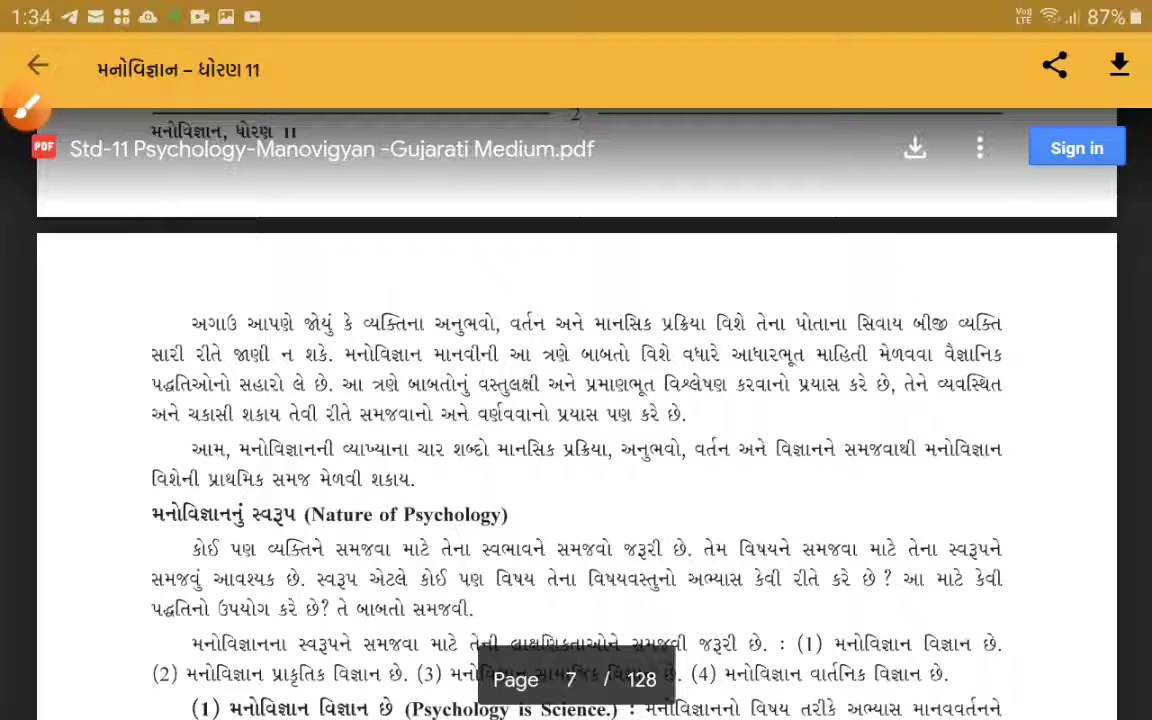 1:34
Vo)) LTE 87%
મનોવિજ્ઞાન – ધોરણ 11
2
મનોવિજ્ઞાન, ધોરણ 11
PDF Std-11 Psychology-Manovigyan -Gujarati Medium.pdf Sign in
અગાઉ આપણે જોયું કે વ્યક્તિના અનુભવો, વર્તન અને માનસિક પ્રક્રિયા વિશે તેના પોતાના સિવાય બીજી વ્યક્તિ
સારી રીતે જાણી ન શકે. મનોવિજ્ઞાન માનવીની આ ત્રણે બાબતો વિશે વધારે આધારભૂત માહિતી મેળવવા વૈજ્ઞાનિક
પદ્ધતિઓનો સહારો લે છે. આ ત્રણે બાબતોનું વસ્તુલક્ષી અને પ્રમાણભૂત વિશ્લેષણ કરવાનો પ્રયાસ કરે છે, તેને વ્યવસ્થિત
અને ચકાસી શકાય તેવી રીતે સમજવાનો અને વર્ણવવાનો પ્રયાસ પણ કરે છે.
આમ, મનોવિજ્ઞાનની વ્યાખ્યાના ચાર શબ્દો માનસિક પ્રક્રિયા, અનુભવો, વર્તન અને વિજ્ઞાનને સમજવાથી મનોવિજ્ઞાન
વિશેની પ્રાથમિક સમજ મેળવી શકાય.
મનોવિજ્ઞાનનું સ્વરૂપ (Nature of Psychology)
કોઈ પણ વ્યક્તિને સમજવા માટે તેના સ્વભાવને સમજવો જરૂરી છે. તેમ વિષયને સમજવા માટે તેના સ્વરૂપને
સમજવું આવશ્યક છે. સ્વરૂપ એટલે કોઈ પણ વિષય તેના વિષયવસ્તુનો અભ્યાસ કેવી રીતે કરે છે ? આ માટે કેવી
પદ્ધતિનો ઉપયોગ કરે છે? તે બાબતો સમજવી.
મનોવિજ્ઞાનના સ્વરૂપને સમજવા માટે તેની લાક્ષણિકતાઓને સમજવી જરૂરી છે. : (1) મનોવિજ્ઞાન વિજ્ઞાન છે.
(2) મનોવિજ્ઞાન પ્રાકૃતિક વિજ્ઞાન છે. (3) મનોવિજ્ઞાન સામાજિક વિજ્ઞાન છે. (4) મનોવિજ્ઞાન વાર્તનિક વિજ્ઞાન છે.
Page 7 / 128
(1) મનોવિજ્ઞાન વિજ્ઞાન છે (Psychology is Science.) : મનોવિજ્ઞાનનો વિષય તરીકે અભ્યાસ માનવવર્તનને